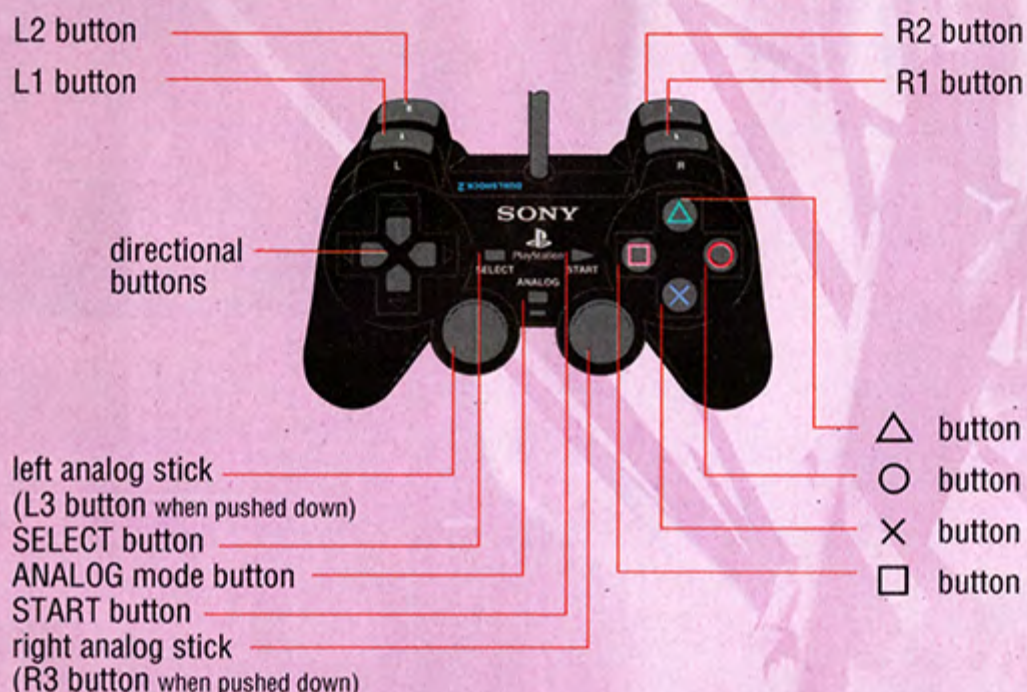 L2 button
L1 button
R2 button
R1 button
L
R
DUALSHOCK 2
SONY
PlayStation
SELECT
START
ANALOG
directional
buttons
△ button
○ button
✕ button
□ button
left analog stick
(L3 button when pushed down)
SELECT button
ANALOG mode button
START button
right analog stick
(R3 button when pushed down)